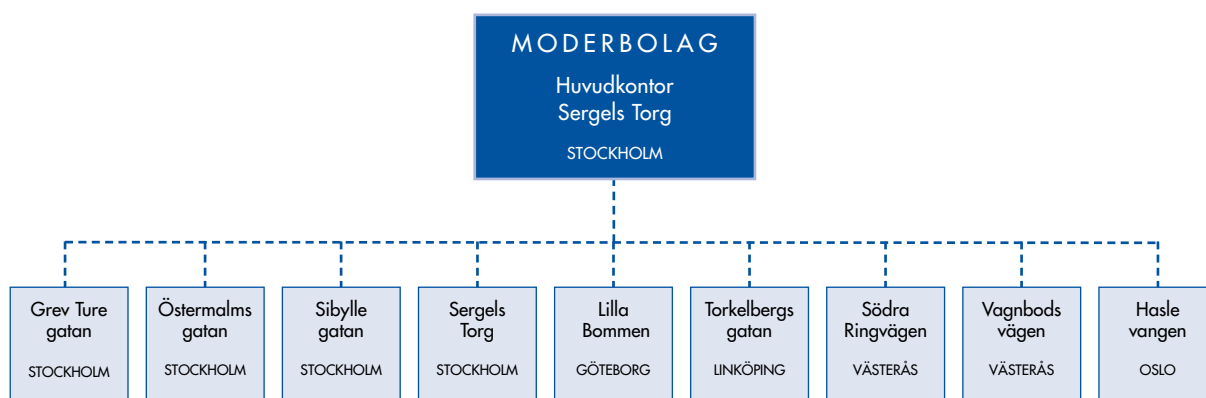 MODERBOLAG
Huvudkontor
Sergels Torg
STOCKHOLM
Grev Ture
gatan
STOCKHOLM
Östermalms
gatan
STOCKHOLM
Sibylle
gatan
STOCKHOLM
Sergels
Torg
STOCKHOLM
Lilla
Bommen
GÖTEBORG
Torkelbergs
gatan
LINKÖPING
Södra
Ringvägen
VÄSTERÅS
Vagnbods
vägen
VÄSTERÅS
Hasle
vangen
OSLO